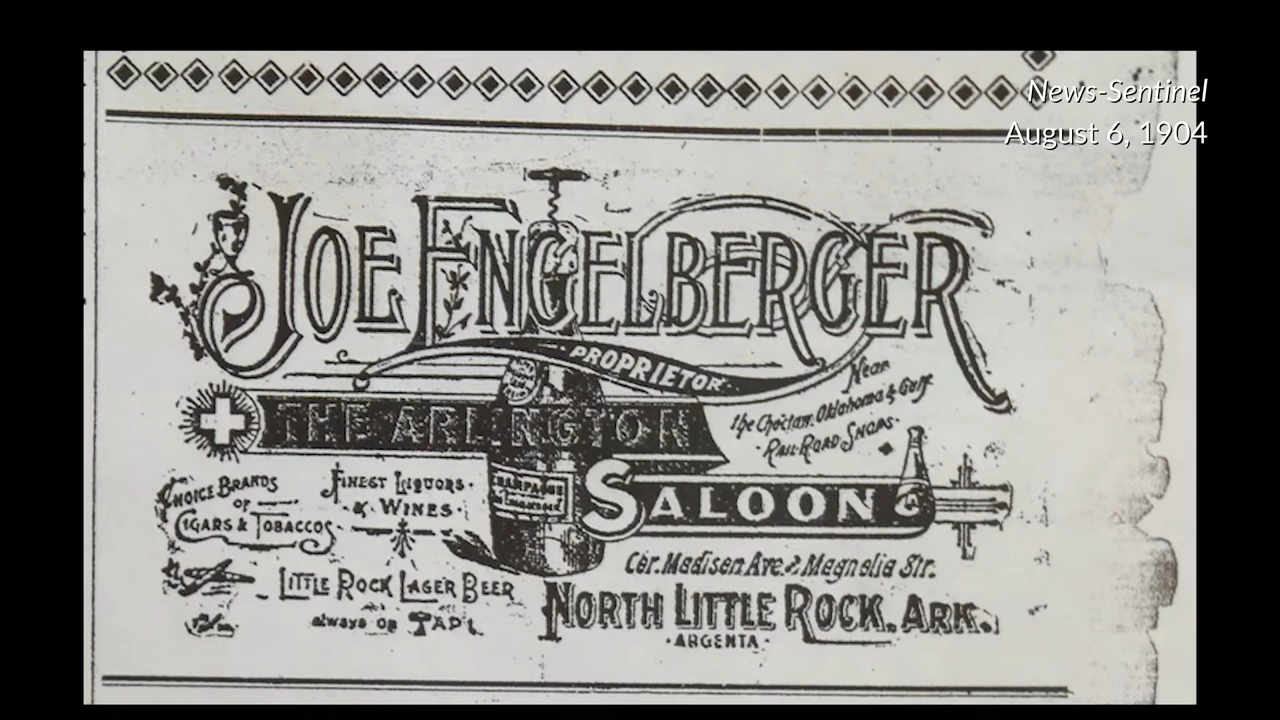 News-Sentinel
August 6, 1904
JOE ENGELBERGER
PROPRIETOR
THE ARLINGTON
SALOON
Near
the Choctaw, Oklahoma & Gulf
RAIL-ROAD SHOPS
CHOICE BRANDS
OF
CIGARS & TOBACCOS
FINEST LIQUORS
& WINES
CHAMPAGNE
LITTLE ROCK LAGER BEER
always on TAP
Cor. Madison Ave. & Magnolia Str.
NORTH LITTLE ROCK, ARK.
ARGENTA